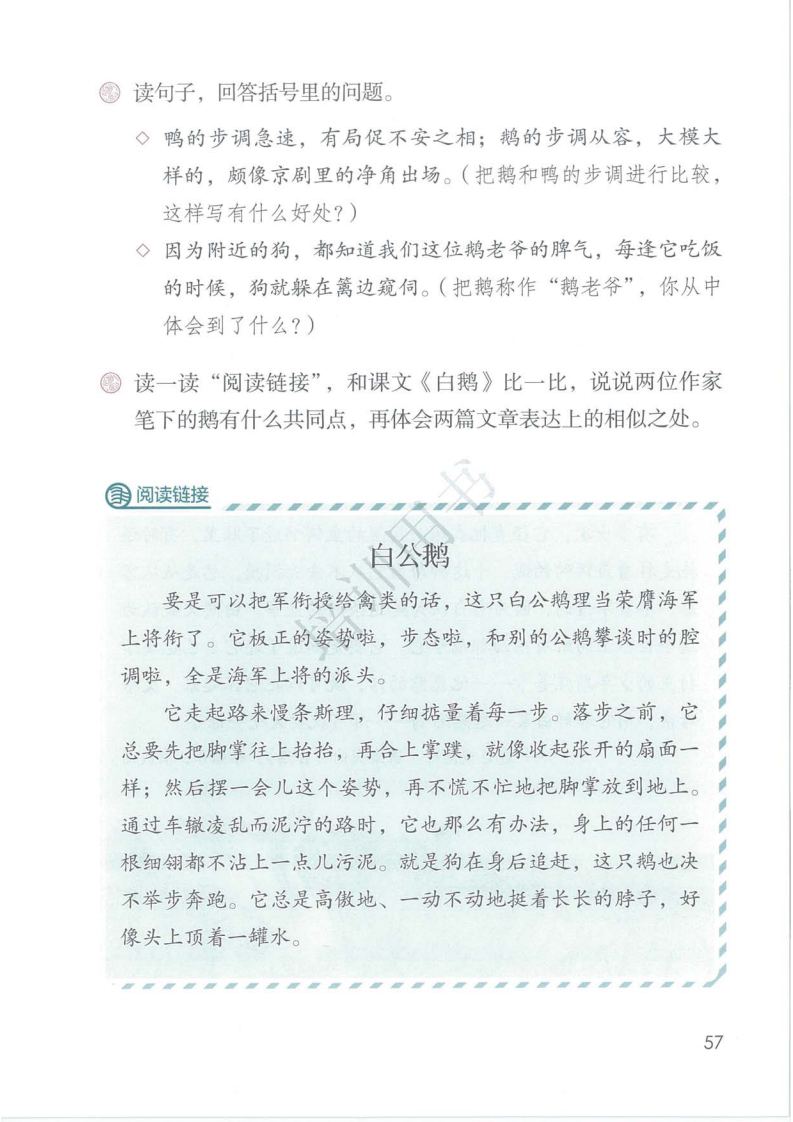 读句子，回答括号里的问题。
◇ 鸭的步调急速，有局促不安之相；鹅的步调从容，大模大
样的，颇像京剧里的净角出场。（把鹅和鸭的步调进行比较，
这样写有什么好处？）
◇ 因为附近的狗，都知道我们这位鹅老爷的脾气，每逢它吃饭
的时候，狗就躲在篱边窥伺。（把鹅称作“鹅老爷”，你从中
体会到了什么？）
读一读“阅读链接”，和课文《白鹅》比一比，说说两位作家
笔下的鹅有什么共同点，再体会两篇文章表达上的相似之处。
阅读链接
培训用书
白公鹅
要是可以把军衔授给禽类的话，这只白公鹅理当荣膺海军
上将衔了。它板正的姿势啦，步态啦，和别的公鹅攀谈时的腔
调啦，全是海军上将的派头。
它走起路来慢条斯理，仔细掂量着每一步。落步之前，它
总要先把脚掌往上抬抬，再合上掌蹼，就像收起张开的扇面一
样；然后摆一会儿这个姿势，再不慌不忙地把脚掌放到地上。
通过车辙凌乱而泥泞的路时，它也那么有办法，身上的任何一
根细翎都不沾上一点儿污泥。就是狗在身后追赶，这只鹅也决
不举步奔跑。它总是高傲地、一动不动地挺着长长的脖子，好
像头上顶着一罐水。
57